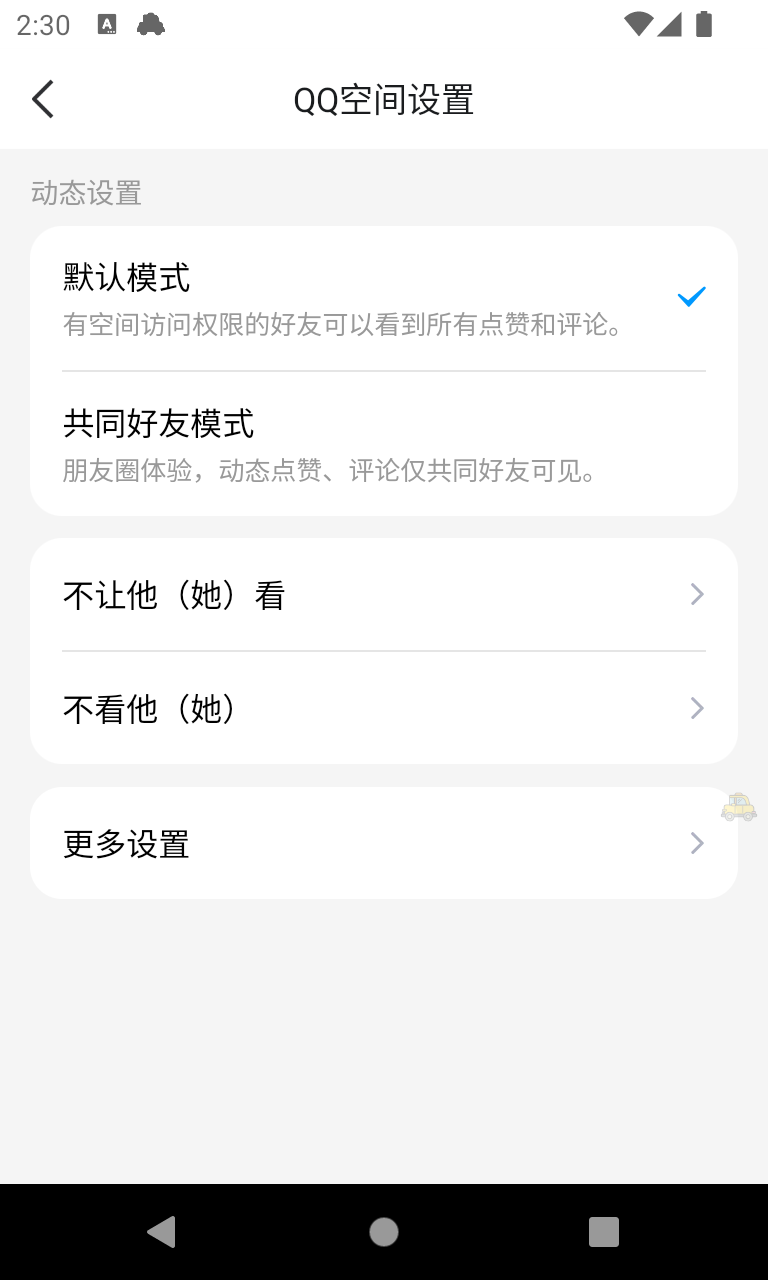 2:30
QQ空间设置
动态设置
默认模式
有空间访问权限的好友可以看到所有点赞和评论。
共同好友模式
朋友圈体验，动态点赞、评论仅共同好友可见。
不让他（她）看
不看他（她）
更多设置